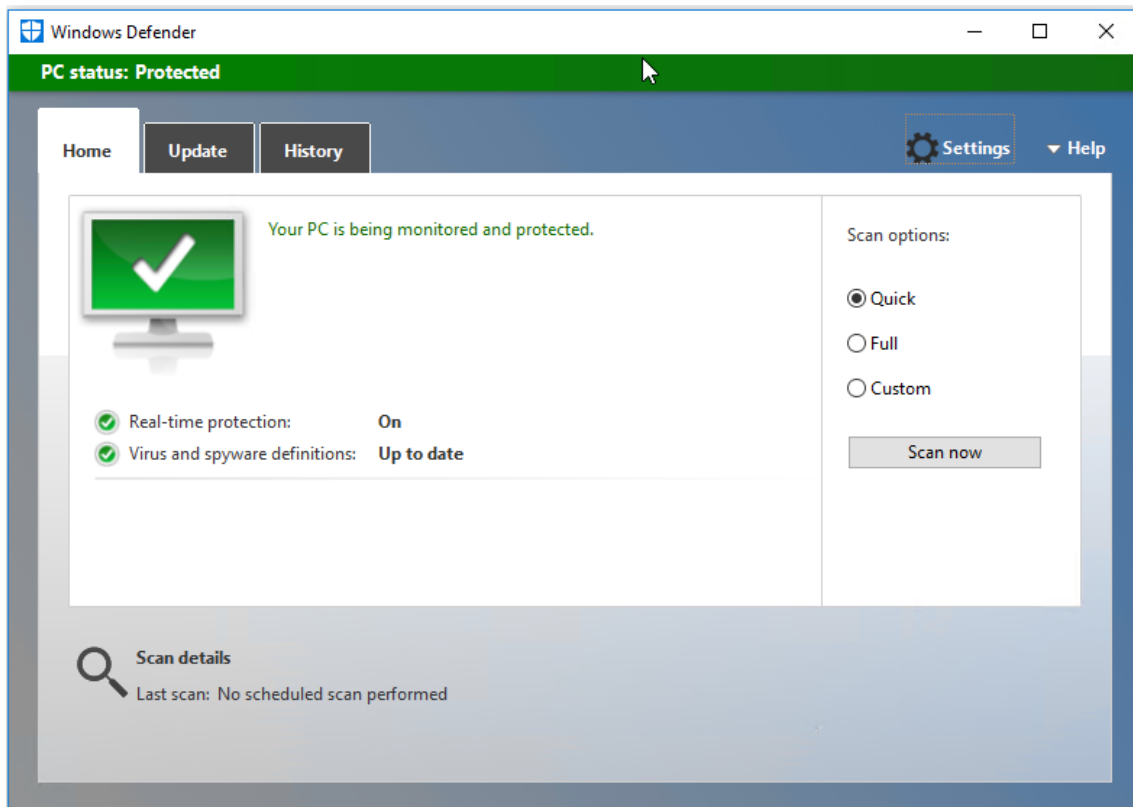 Windows Defender
PC status: Protected
Home
Update
History
Settings
Help
Your PC is being monitored and protected.
Real-time protection: On
Virus and spyware definitions: Up to date
Scan options:
Quick
Full
Custom
Scan now
Scan details
Last scan: No scheduled scan performed